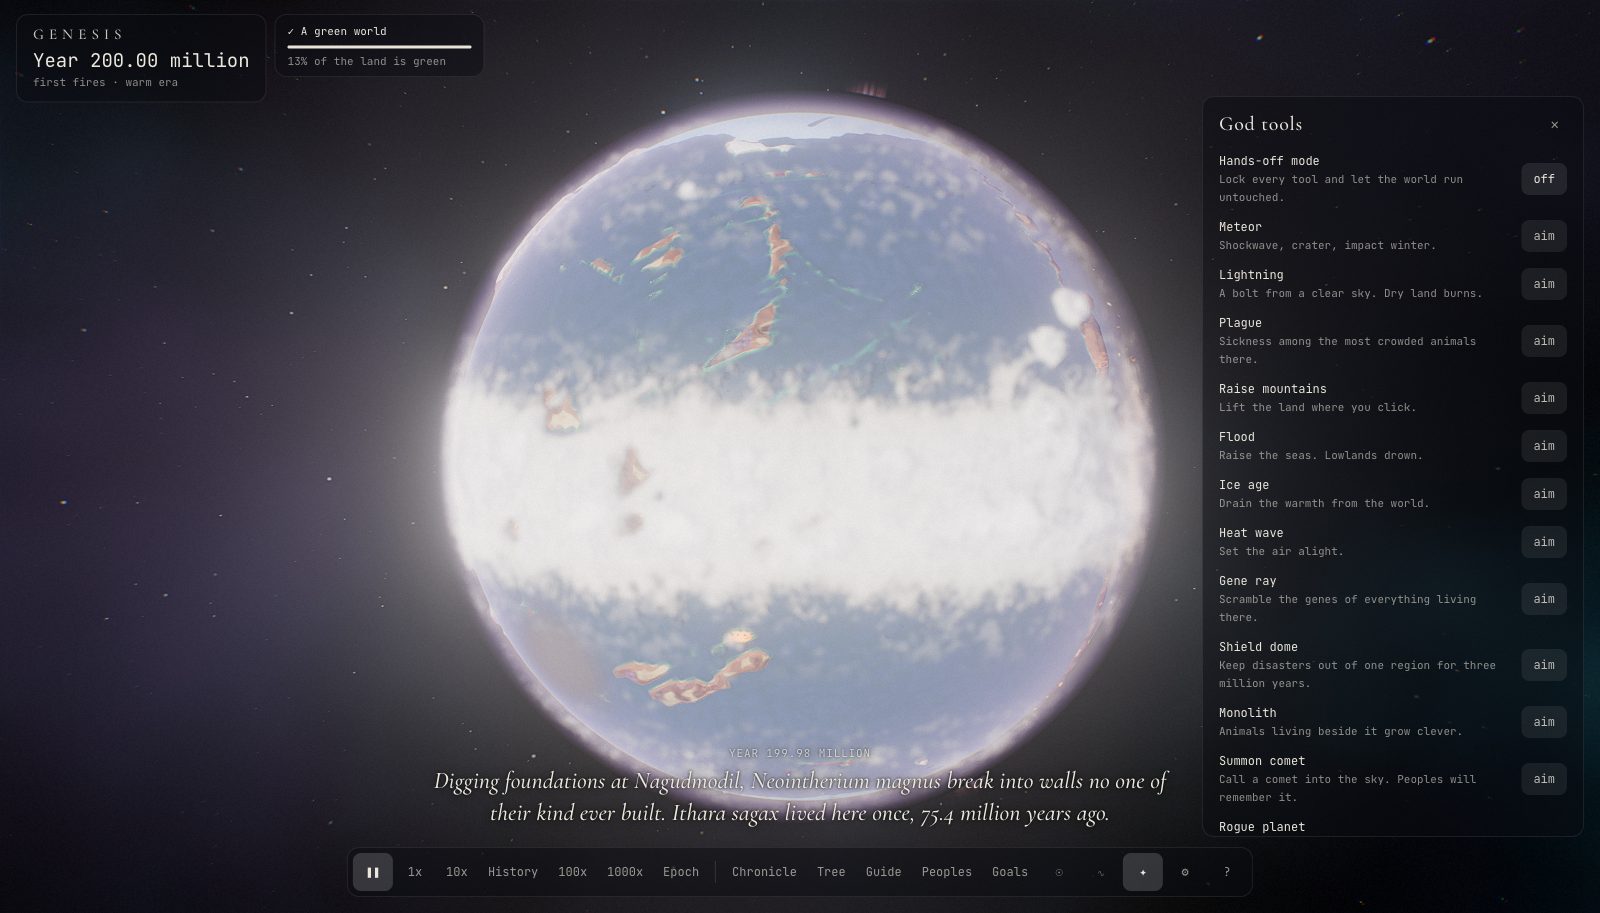 GENESIS
Year 200.00 million
first fires · warm era
✓ A green world
13% of the land is green
God tools
×
Hands-off mode
Lock every tool and let the world run
untouched.
off
Meteor
Shockwave, crater, impact winter.
aim
Lightning
A bolt from a clear sky. Dry land burns.
aim
Plague
Sickness among the most crowded animals
there.
aim
Raise mountains
Lift the land where you click.
aim
Flood
Raise the seas. Lowlands drown.
aim
Ice age
Drain the warmth from the world.
aim
Heat wave
Set the air alight.
aim
Gene ray
Scramble the genes of everything living
there.
aim
Shield dome
Keep disasters out of one region for three
million years.
aim
Monolith
Animals living beside it grow clever.
aim
Summon comet
Call a comet into the sky. Peoples will
remember it.
aim
Rogue planet
YEAR 199.98 MILLION
Digging foundations at Nagudmodil, Neointherium magnus break into walls no one of
their kind ever built. Ithara sagax lived here once, 75.4 million years ago.
1x 10x History 100x 1000x Epoch Chronicle Tree Guide Peoples Goals ?